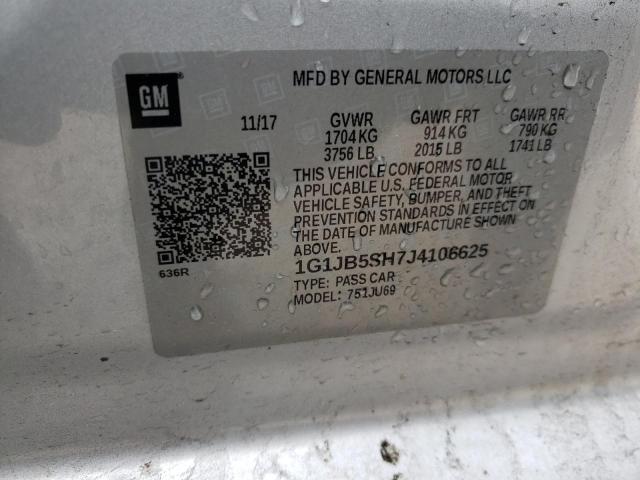 GM
MFD BY GENERAL MOTORS LLC
11/17 GVWR GAWR FRT GAWR RR
1704 KG 914 KG 790 KG
3756 LB 2015 LB 1741 LB
THIS VEHICLE CONFORMS TO ALL
APPLICABLE U.S. FEDERAL MOTOR
VEHICLE SAFETY, BUMPER, AND THEFT
PREVENTION STANDARDS IN EFFECT ON
THE DATE OF MANUFACTURE SHOWN
ABOVE.
1G1JB5SH7J4106625
TYPE: PASS CAR
MODEL: 751JU69
636R